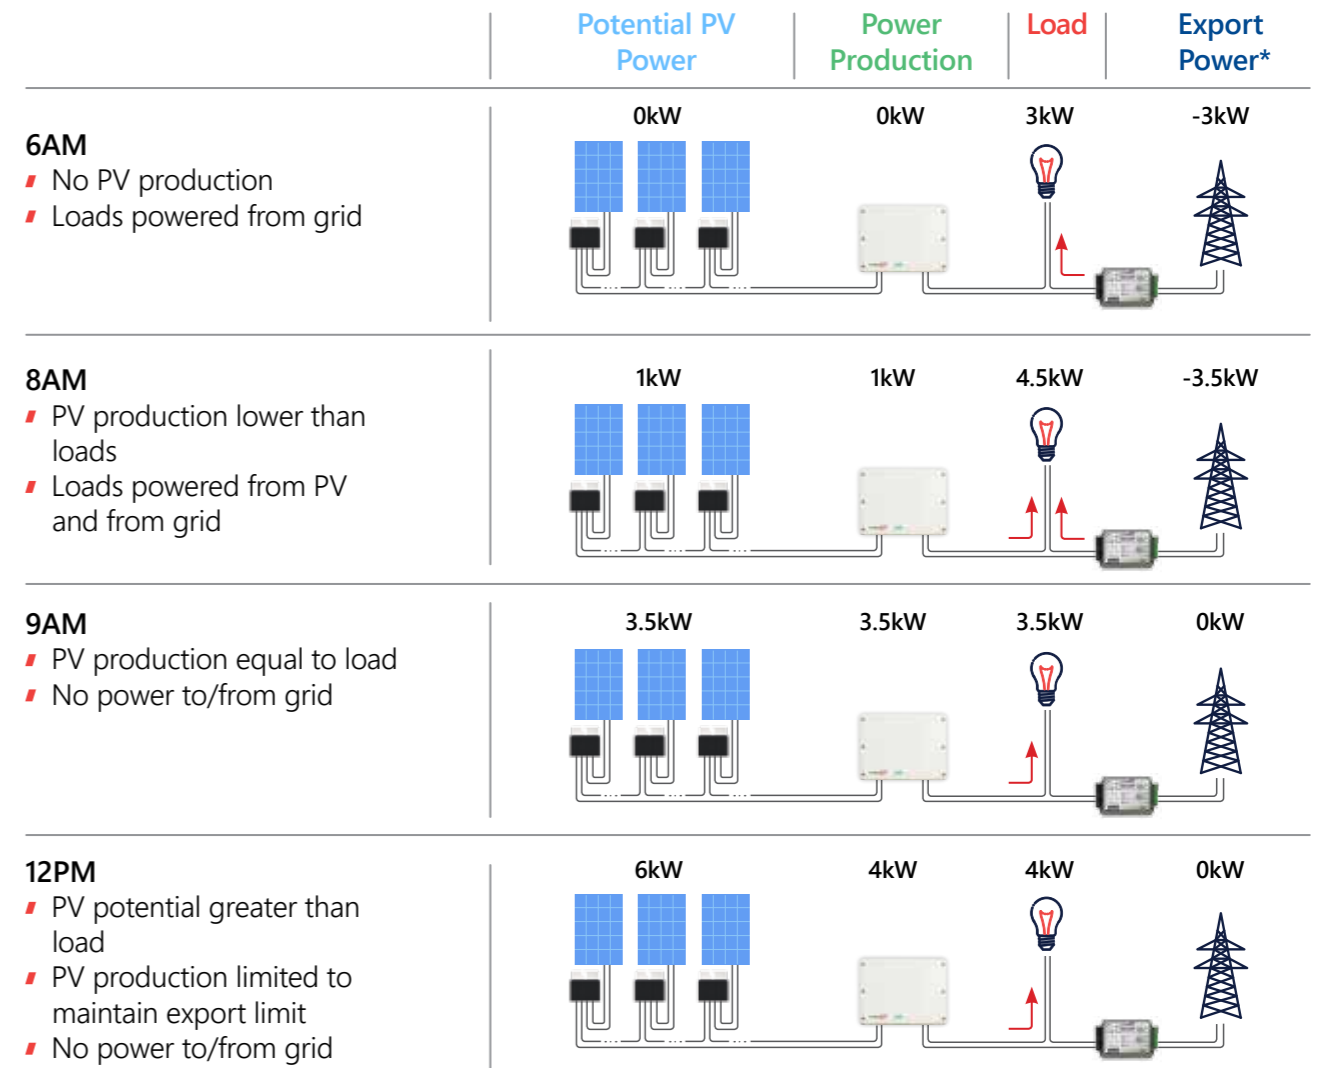 Potential PV
Power
Power
Production
Load
Export
Power*
6AM
No PV production
Loads powered from grid
0kW
0kW
3kW
-3kW
8AM
PV production lower than
loads
Loads powered from PV
and from grid
1kW
1kW
4.5kW
-3.5kW
9AM
PV production equal to load
No power to/from grid
3.5kW
3.5kW
3.5kW
0kW
12PM
PV potential greater than
load
PV production limited to
maintain export limit
No power to/from grid
6kW
4kW
4kW
0kW